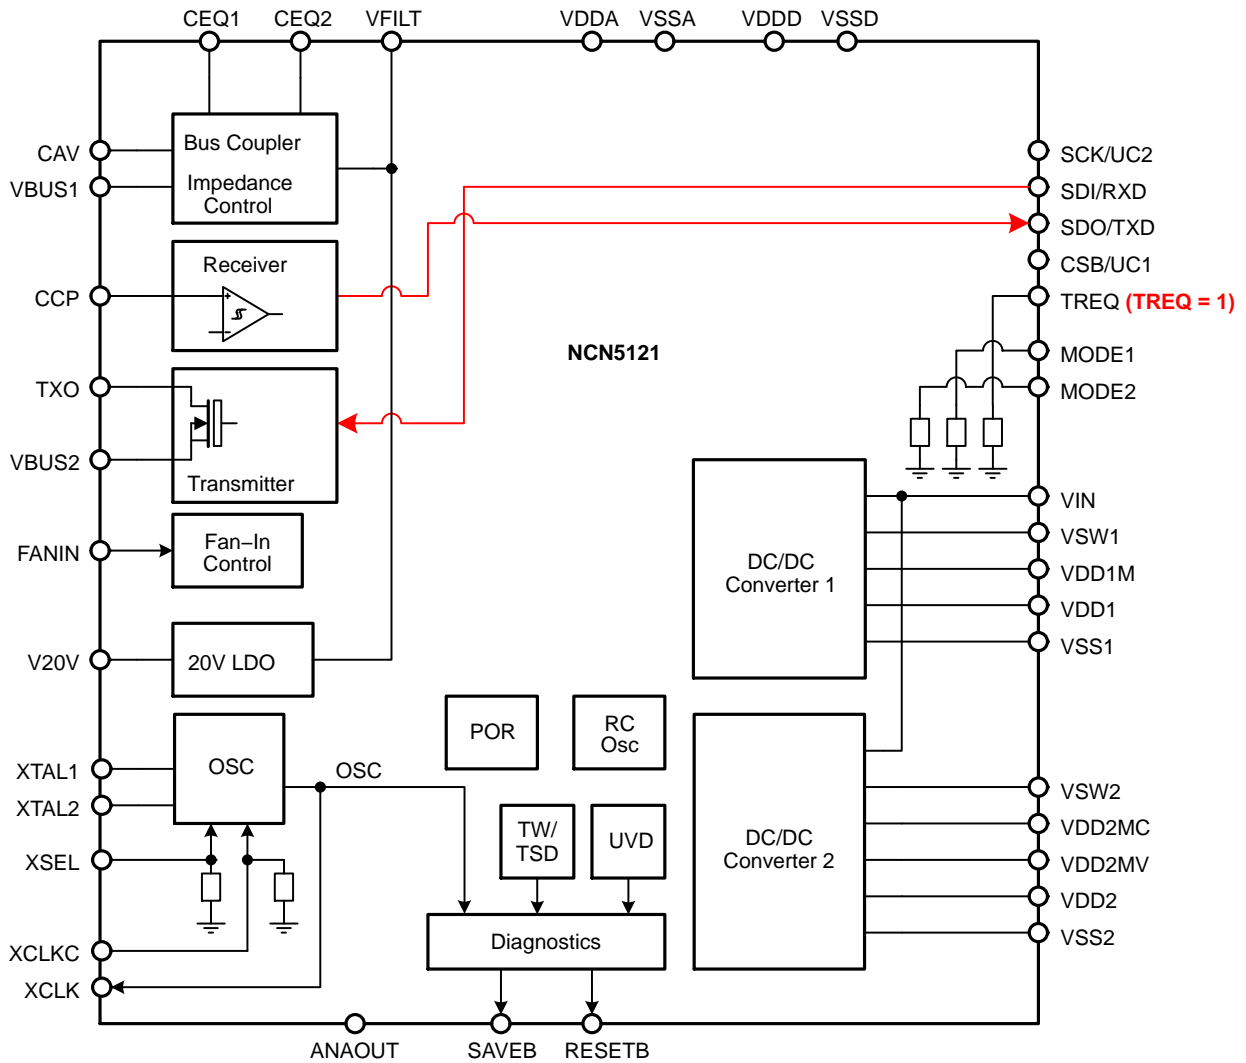 CEQ1
CEQ2
VFILT
VDDA
VSSA
VDDD
VSSD
CAV
VBUS1
CCP
TXO
VBUS2
FANIN
V20V
XTAL1
XTAL2
XSEL
XCLKC
XCLK
Bus Coupler
Impedance
Control
Receiver
+
−
Transmitter
Fan−In
Control
20V LDO
OSC
OSC
NCN5121
POR
RC
Osc
TW/
TSD
UVD
Diagnostics
DC/DC
Converter 1
DC/DC
Converter 2
SCK/UC2
SDI/RXD
SDO/TXD
CSB/UC1
TREQ (TREQ = 1)
MODE1
MODE2
VIN
VSW1
VDD1M
VDD1
VSS1
VSW2
VDD2MC
VDD2MV
VDD2
VSS2
ANAOUT
SAVEB
RESETB